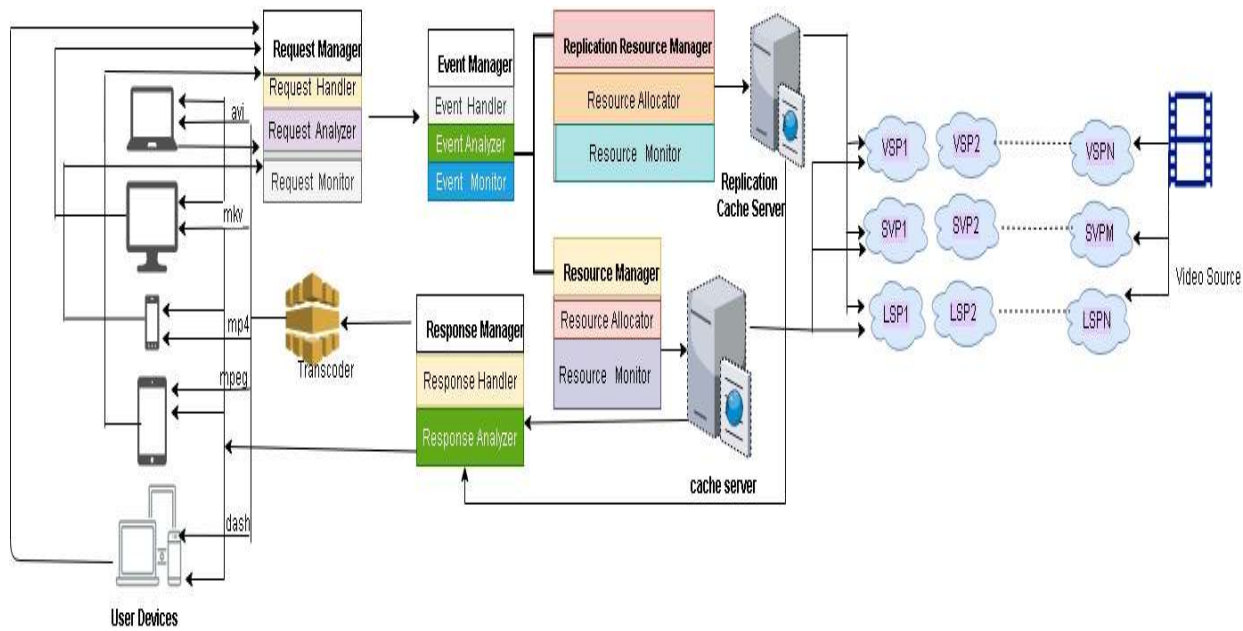 Request Manager
Request Handler
Request Analyzer
Request Monitor
Event Manager
Event Handler
Event Analyzer
Event Monitor
Replication Resource Manager
Resource Allocator
Resource Monitor
Replication
Cache Server
VSP1
VSP2
VSPN
SVP1
SVP2
SVPM
LSP1
LSP2
LSPN
Video Source
Resource Manager
Resource Allocator
Resource Monitor
cache server
Response Manager
Response Handler
Response Analyzer
Transcoder
avi
mkv
mp4
mpeg
dash
User Devices